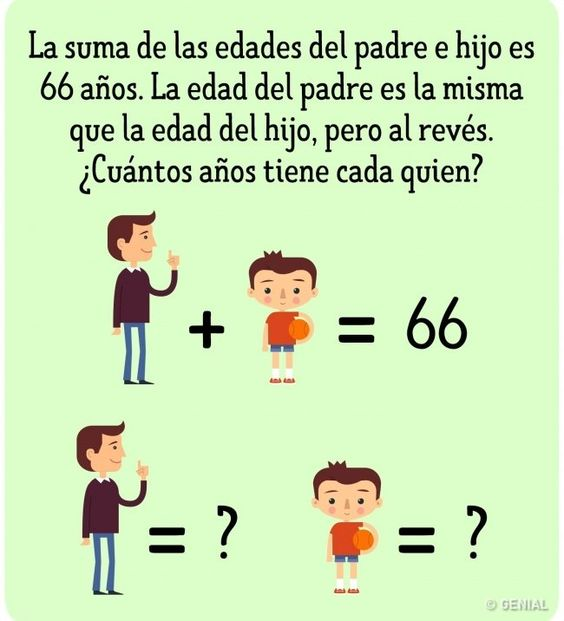 La suma de las edades del padre e hijo es
66 años. La edad del padre es la misma
que la edad del hijo, pero al revés.
¿Cuántos años tiene cada quien?
+ = 66
= ? = ?
© GENIAL